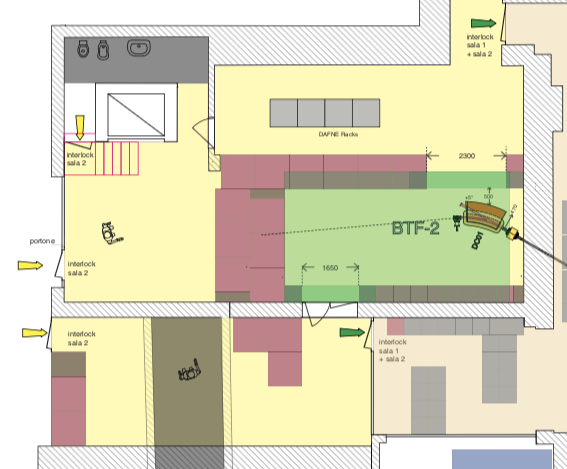 interlock
sala 1
+ sala 2
DAFNE Racks
interlock
sala 2
2300
BTF-2
portone
interlock
sala 2
1650
interlock
sala 2
interlock
sala 1
+ sala 2